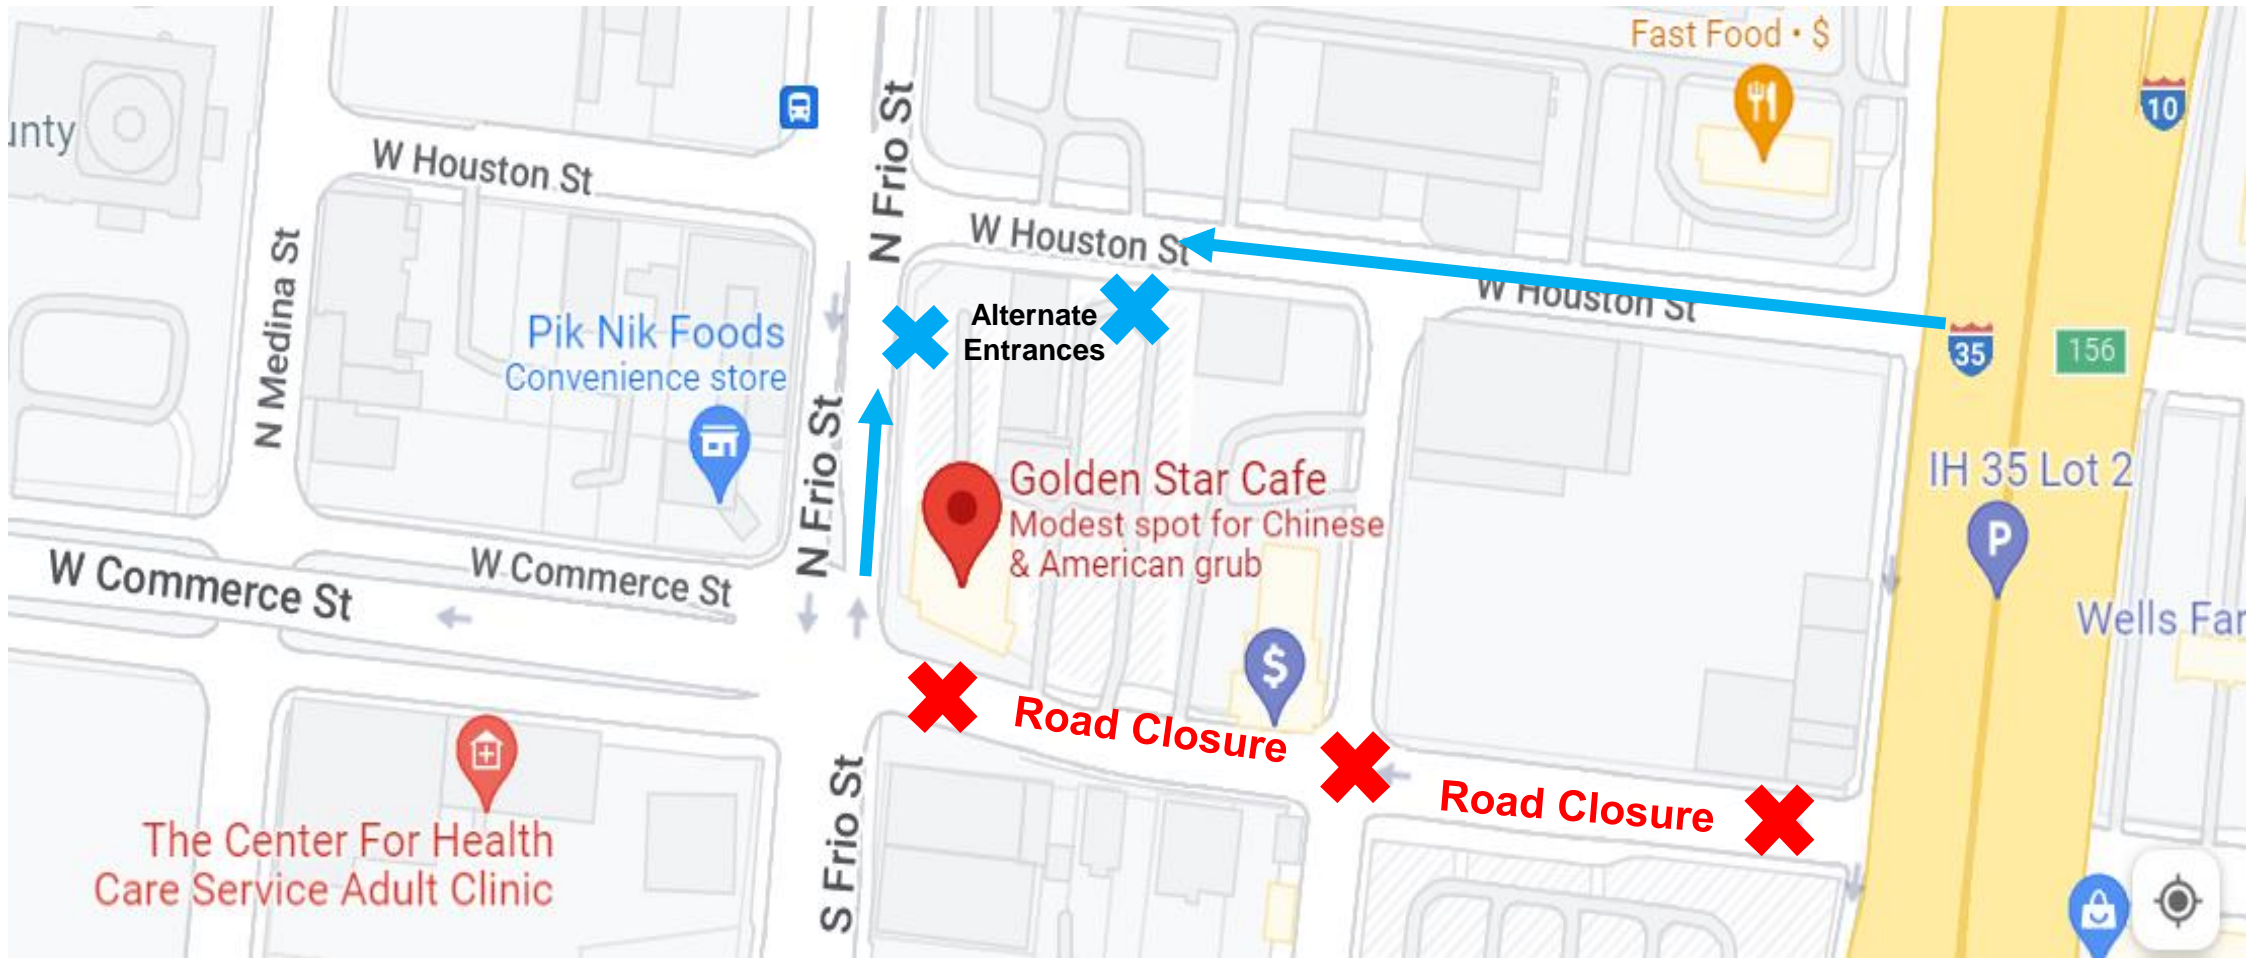 Fast Food • $
10
unty
W Houston St
N Frio St
W Houston St
W Houston St
N Medina St
Alternate
Entrances
Pik Nik Foods
Convenience store
35
156
N Frio St
Golden Star Cafe
Modest spot for Chinese
& American grub
IH 35 Lot 2
P
W Commerce St
W Commerce St
Wells Far
$
Road Closure
Road Closure
S Frio St
The Center For Health
Care Service Adult Clinic